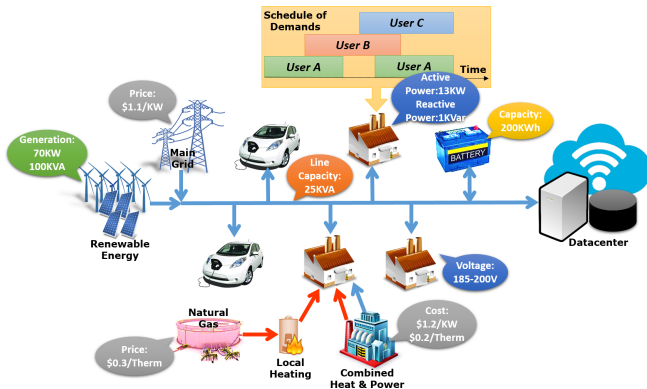 Schedule of
Demands
User C
User B
User A
User A
Time
Price:
$1.1/KW
Active
Power:13KW
Reactive
Power:1KVar
Capacity:
200KWh
Generation:
70KW
100KVA
Main
Grid
BATTERY
Line
Capacity:
25KVA
Renewable
Energy
Datacenter
Voltage:
185-200V
Natural
Gas
Cost:
$1.2/KW
$0.2/Therm
Price:
$0.3/Therm
Local
Heating
Combined
Heat & Power